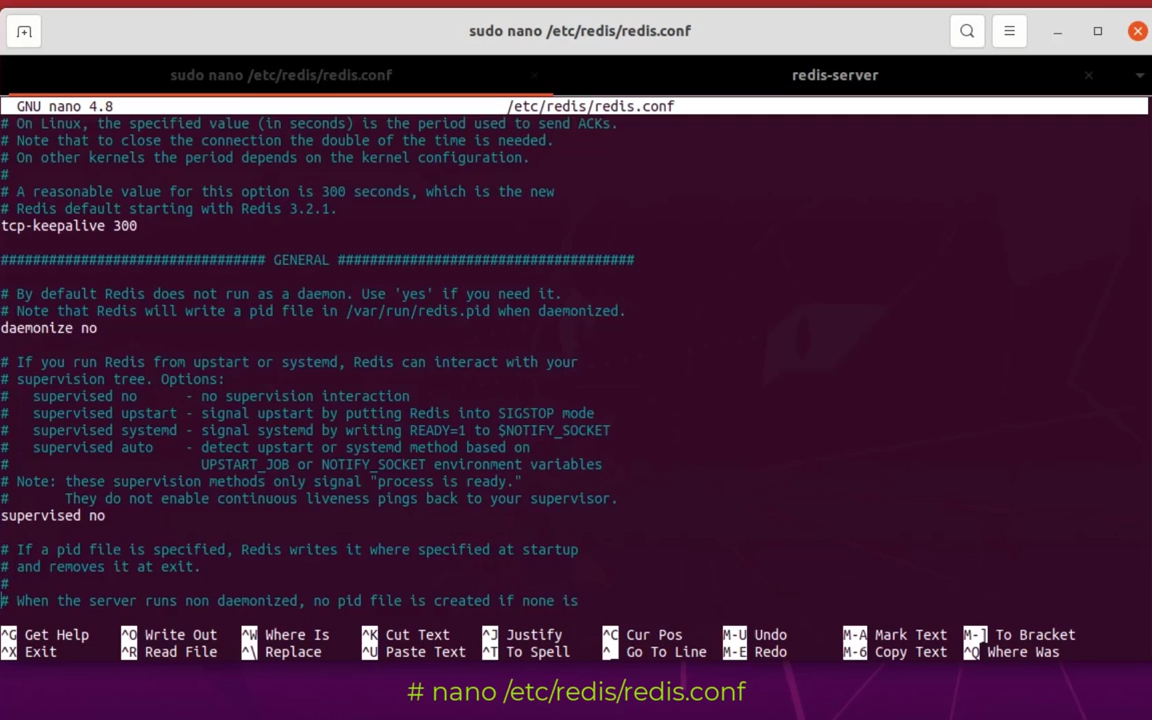 sudo nano /etc/redis/redis.conf
sudo nano /etc/redis/redis.conf
redis-server
GNU nano 4.8 /etc/redis/redis.conf
# On Linux, the specified value (in seconds) is the period used to send ACKs.
# Note that to close the connection the double of the time is needed.
# On other kernels the period depends on the kernel configuration.
#
# A reasonable value for this option is 300 seconds, which is the new
# Redis default starting with Redis 3.2.1.
tcp-keepalive 300
################################# GENERAL #####################################
# By default Redis does not run as a daemon. Use 'yes' if you need it.
# Note that Redis will write a pid file in /var/run/redis.pid when daemonized.
daemonize no
# If you run Redis from upstart or systemd, Redis can interact with your
# supervision tree. Options:
#   supervised no      - no supervision interaction
#   supervised upstart - signal upstart by putting Redis into SIGSTOP mode
#   supervised systemd - signal systemd by writing READY=1 to $NOTIFY_SOCKET
#   supervised auto    - detect upstart or systemd method based on
#                        UPSTART_JOB or NOTIFY_SOCKET environment variables
# Note: these supervision methods only signal "process is ready."
#       They do not enable continuous liveness pings back to your supervisor.
supervised no
# If a pid file is specified, Redis writes it where specified at startup
# and removes it at exit.
#
# When the server runs non daemonized, no pid file is created if none is
^G Get Help ^O Write Out ^W Where Is ^K Cut Text ^J Justify ^C Cur Pos M-U Undo M-A Mark Text M-] To Bracket
^X Exit ^R Read File ^\ Replace ^U Paste Text ^T To Spell ^_ Go To Line M-E Redo M-6 Copy Text ^Q Where Was
# nano /etc/redis/redis.conf